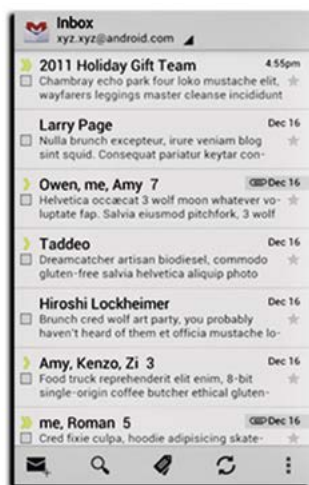 Inbox
xyz.xyz@android.com
2011 Holiday Gift Team 4:55pm
Chambray echo park four loko mustache elit,
wayfarers leggings master cleanse incididunt
Larry Page Dec 16
Nulla brunch excepteur, irure veniam blog
sint squid. Consequat pariatur keytar con-
Owen, me, Amy 7 Dec 16
Helvetica occæcat 3 wolf moon whatever vo-
luptate fap. Salvia eiusmod pitchfork, 3 wolf
Taddeo Dec 16
Dreamcatcher artisan biodiesel, commodo
gluten-free salvia helvetica aliquip photo
Hiroshi Lockheimer Dec 16
Brunch cred wolf art party, you probably
haven't heard of them et officia mustache lo-
Amy, Kenzo, Zi 3 Dec 16
Food truck reprehenderit elit enim, 8-bit
single-origin coffee butcher ethical gluten-
me, Roman 5 Dec 16
Cred fixie culpa, hoodie adipisicing skate-